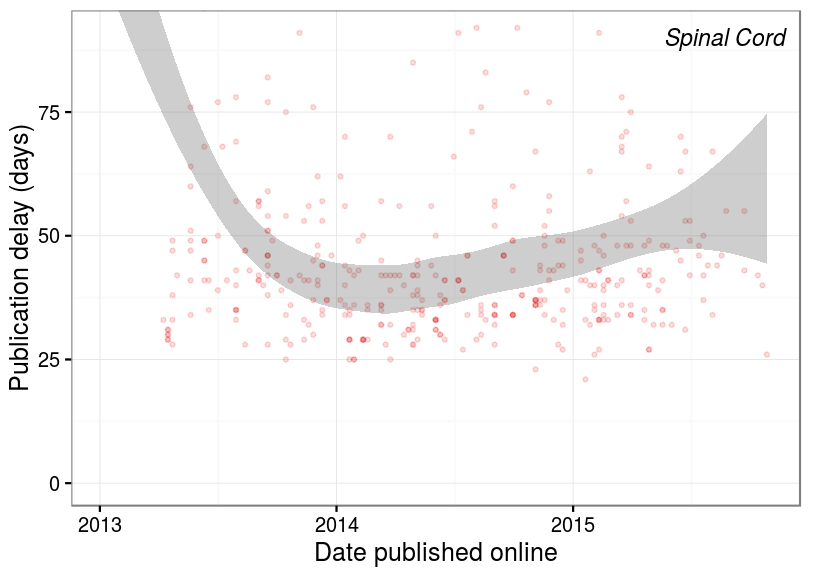 Spinal Cord
Publication delay (days)
75
50
25
0
2013 2014 2015
Date published online